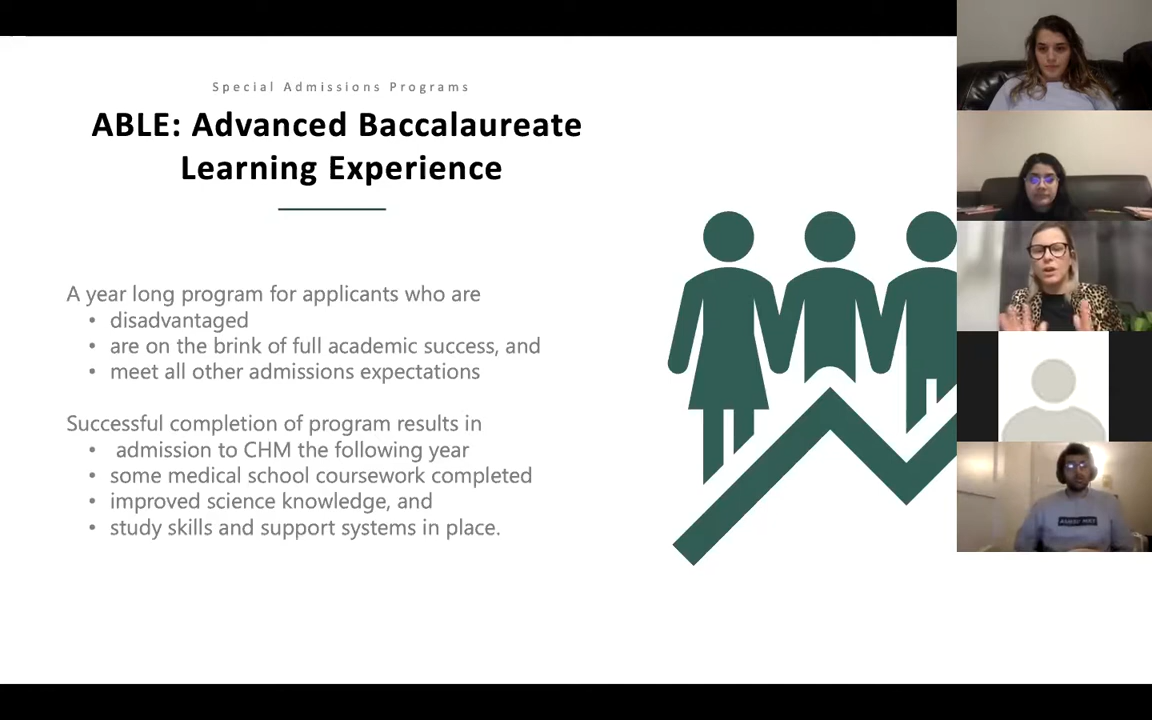 Special Admissions Programs
ABLE: Advanced Baccalaureate
Learning Experience
A year long program for applicants who are
• disadvantaged
• are on the brink of full academic success, and
• meet all other admissions expectations
Successful completion of program results in
• admission to CHM the following year
• some medical school coursework completed
• improved science knowledge, and
• study skills and support systems in place.